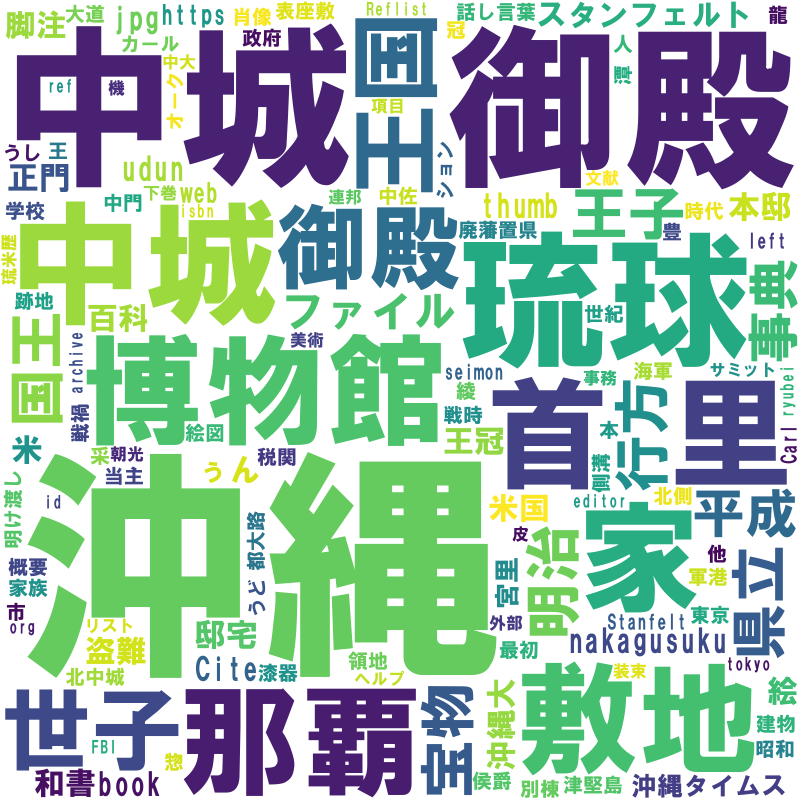 脚注
大道
jpg
https
カール
オーク
中大
ref
機
政府
肖像
表座敷
Reflist
冠
話し言葉
スタンフェルト
人
龍
潭
中城
王国
御殿
項目
ション
文献
うし
王
正門
学校
udun
中門
下巻
web
isbn
連邦
中佐
thumb
廃藩置県
王子
豊
時代
本邸
left
琉米歴
跡地
中城
御殿
琉球
事典
国王
百科
ファイル
世紀
美術
archive
戦禍
博物館
seimon
綾
戦時
事務
海軍
サミット
ryubei
Carl
米
絵図
采
朝光
当主
うん
税関
王冠
首里
行方
本
剛溝
明け渡し
id
沖縄
米国
editor
北側
平成
皮
家
他
県立
概要
家族
市
org
リスト
盗難
邸宅
うど
都大路
宮里
明治
外部
軍港
Stanfelt
東京
最初
nakagusuku
tokyo
北中城
Cite
漆器
領地
ヘルプ
装束
世子
FBI
惣
那覇
宝物
沖縄大
敷地
絵
建物
昭和
和書
book
侯爵
別棟
津堅島
沖縄タイムス